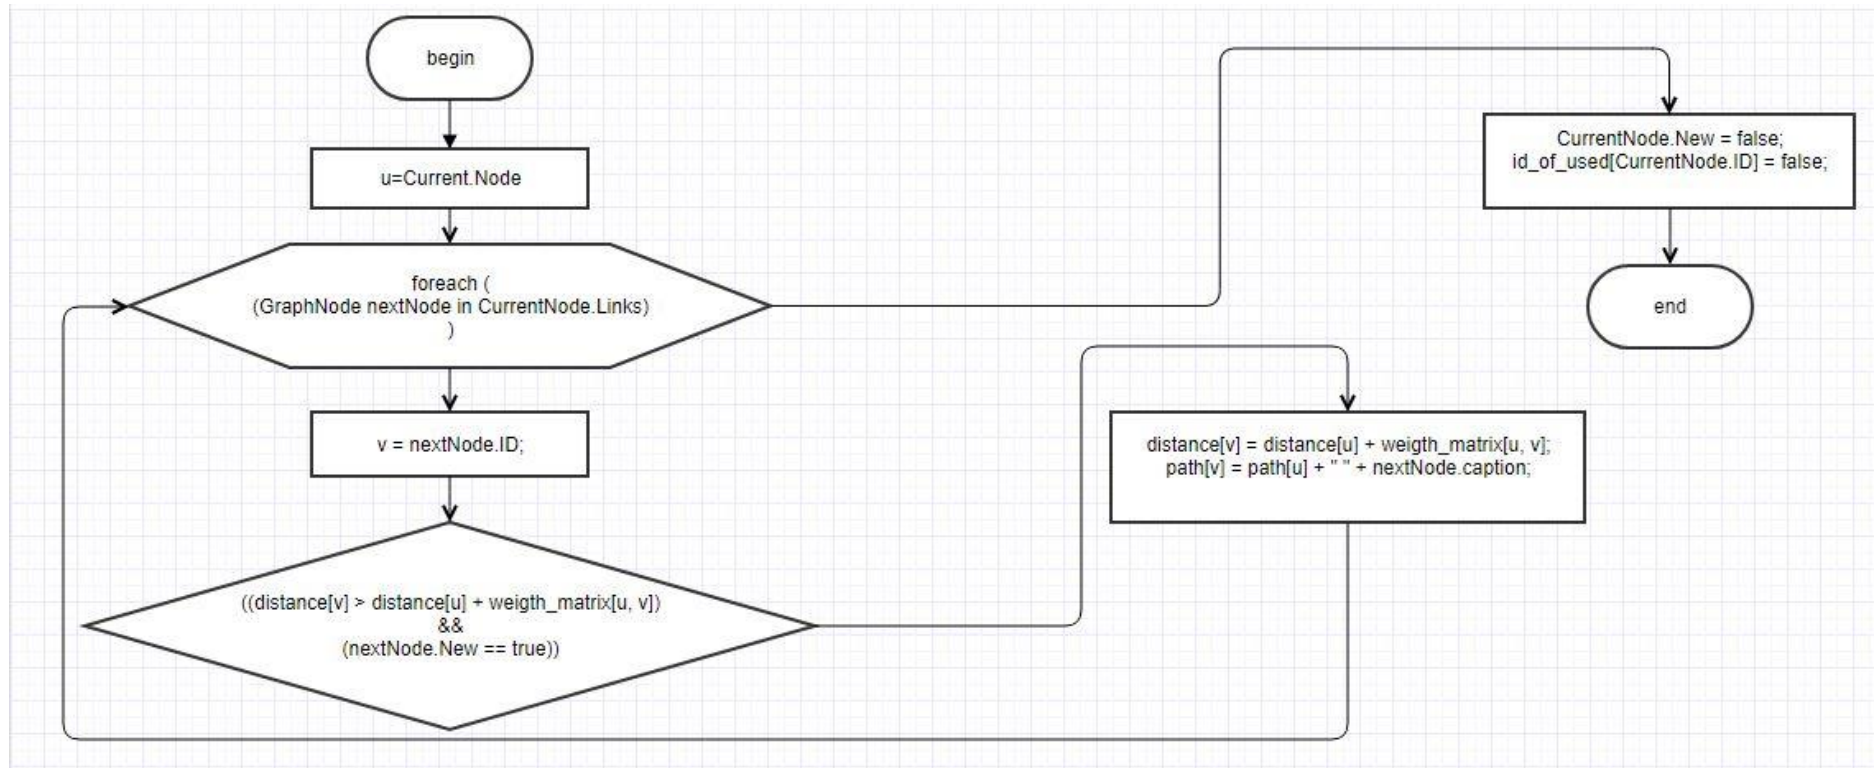 begin
u=Current.Node
foreach (
(GraphNode nextNode in CurrentNode.Links)
)
v = nextNode.ID;
((distance[v] > distance[u] + weigth_matrix[u, v])
&&
(nextNode.New == true))
distance[v] = distance[u] + weigth_matrix[u, v];
path[v] = path[u] + " " + nextNode.caption;
CurrentNode.New = false;
id_of_used[CurrentNode.ID] = false;
end